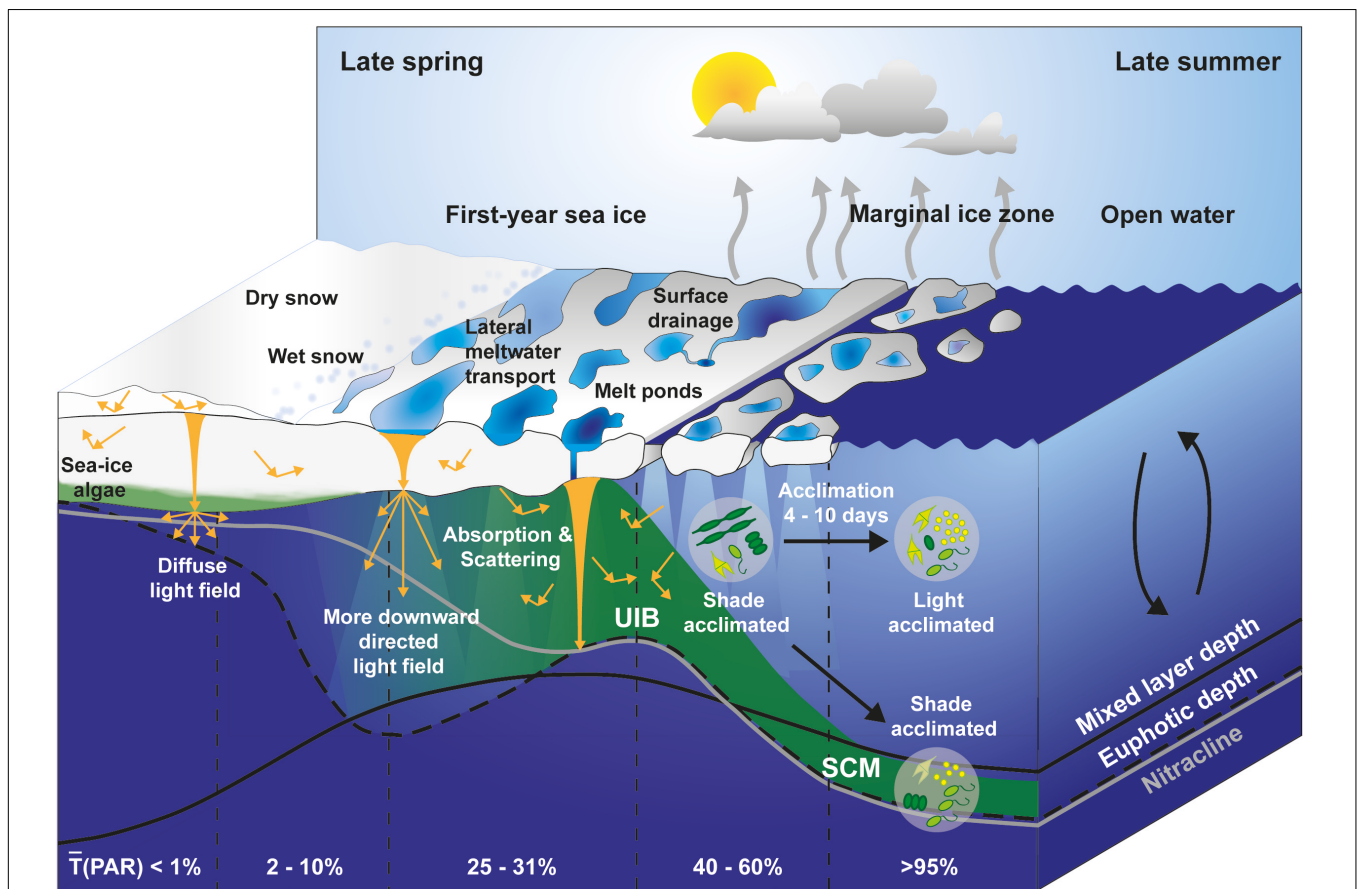 Late spring
Late summer
First-year sea ice
Marginal ice zone
Open water
Dry snow
Wet snow
Lateral
meltwater
transport
Surface
drainage
Melt ponds
Sea-ice
algae
Diffuse
light field
More downward
directed
light field
Absorption &
Scattering
UIB
Shade
acclimated
Acclimation
4 - 10 days
Light
acclimated
Shade
acclimated
SCM
Mixed layer depth
Euphotic depth
Nitracline
T̅(PAR) < 1%
2 - 10%
25 - 31%
40 - 60%
>95%